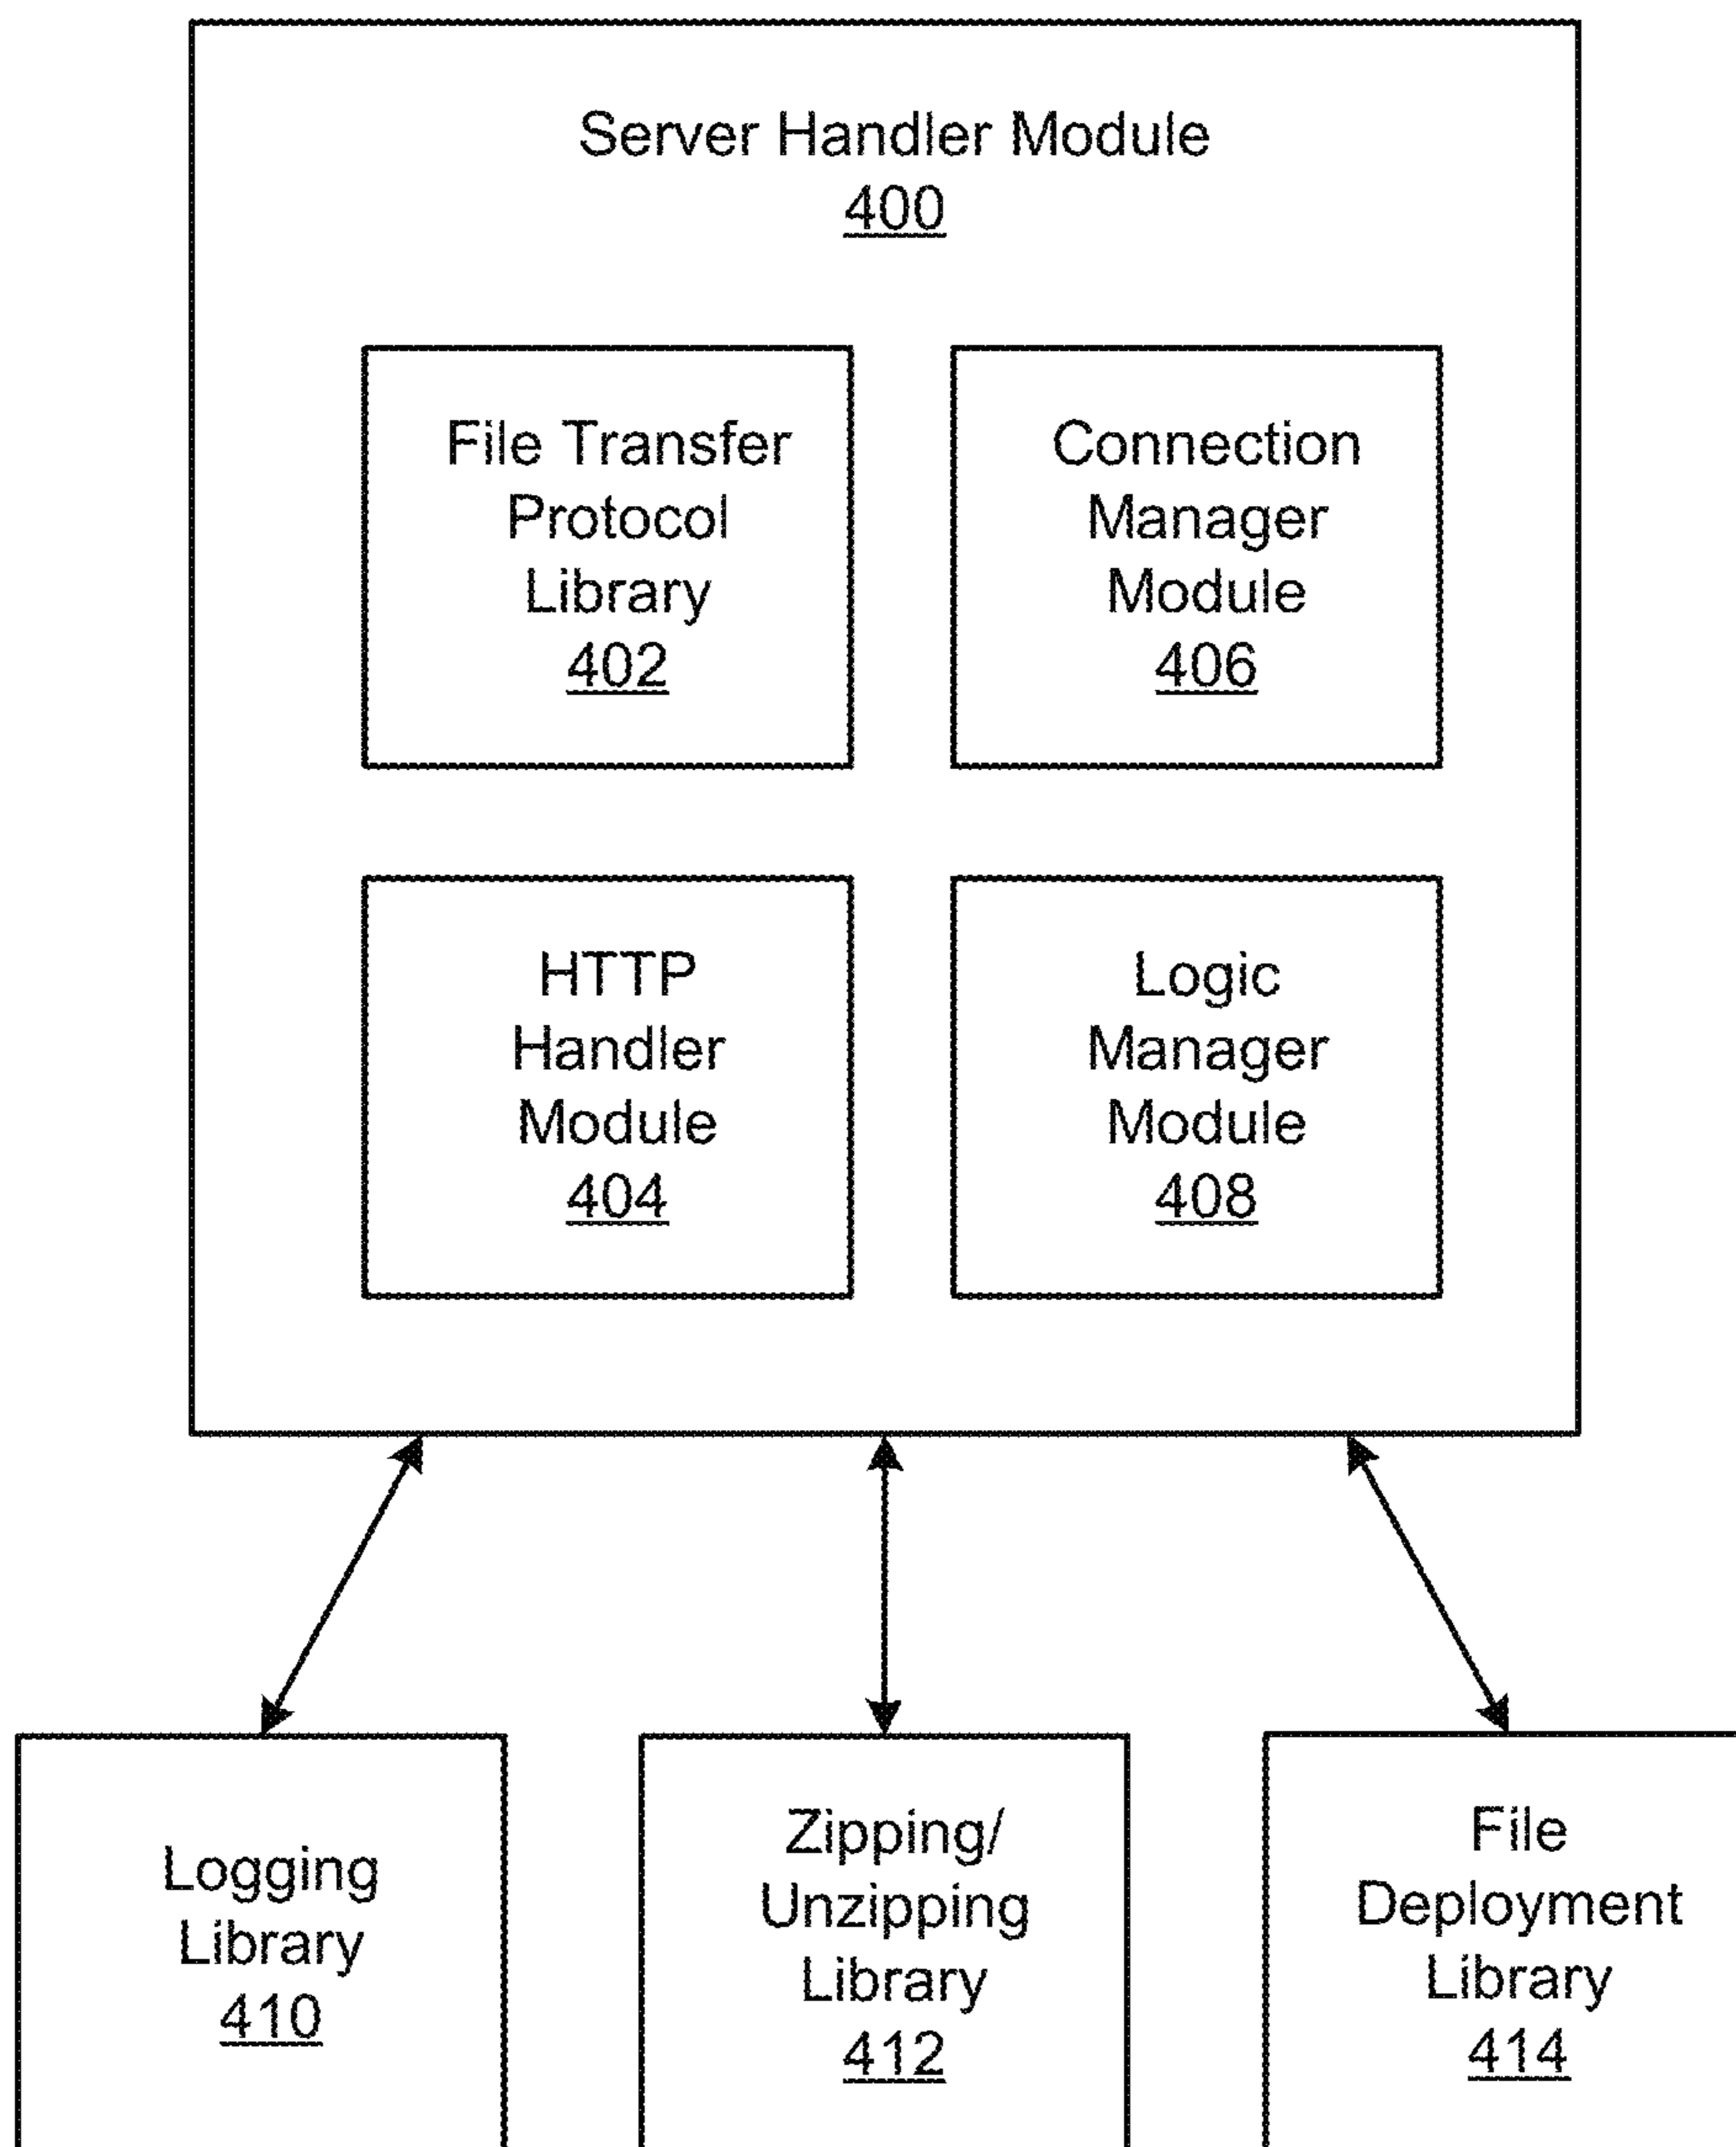 Server Handler Module
400
File Transfer
Protocol
Library
402
Connection
Manager
Module
406
HTTP
Handler
Module
404
Logic
Manager
Module
408
Logging
Library
410
Zipping/
Unzipping
Library
412
File
Deployment
Library
414